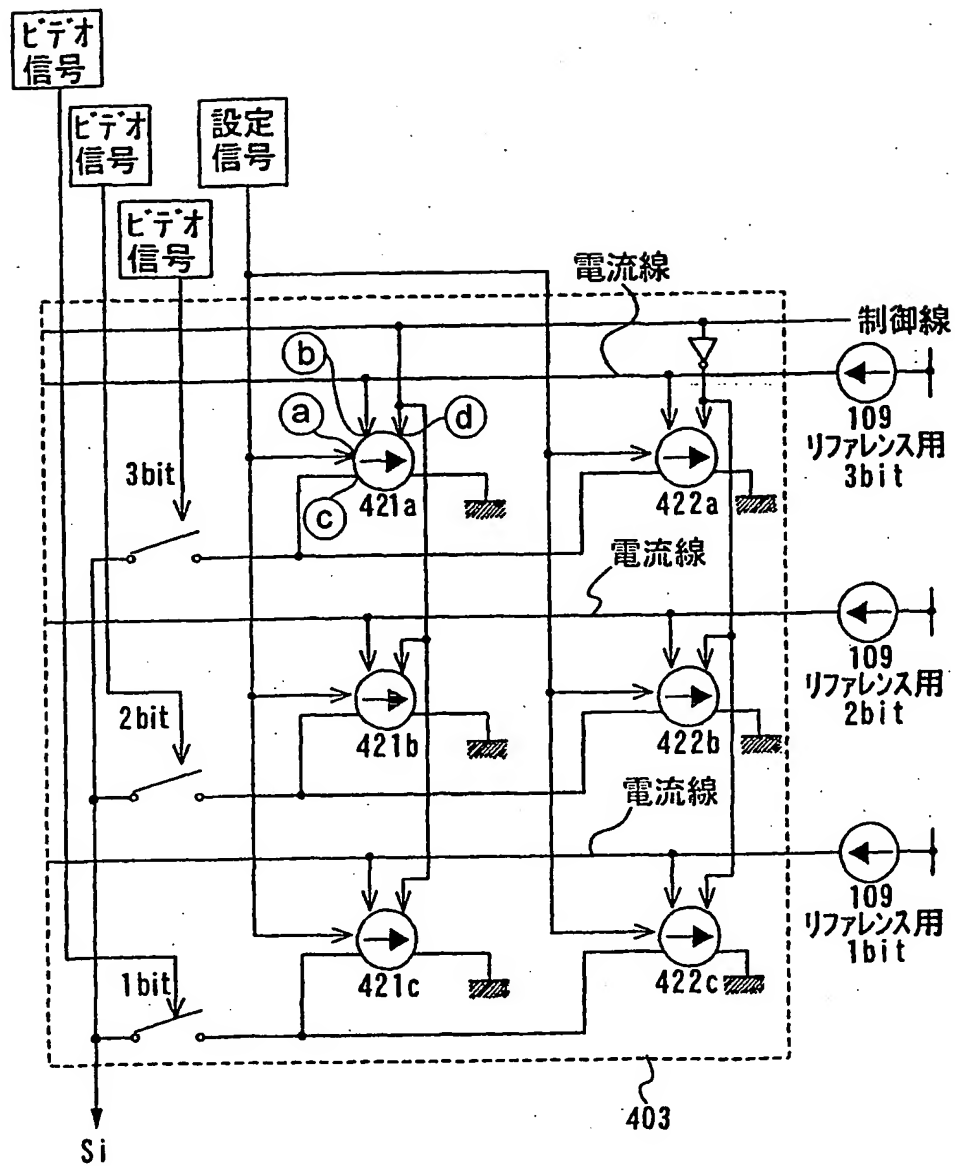 ビデオ
信号
ビデオ
信号
設定
信号
ビデオ
信号
電流線
制御線
b
a
d
c
3bit
421a
422a
109
リファレンス用
3bit
電流線
2bit
421b
422b
109
リファレンス用
2bit
電流線
1bit
421c
422c
109
リファレンス用
1bit
403
Si